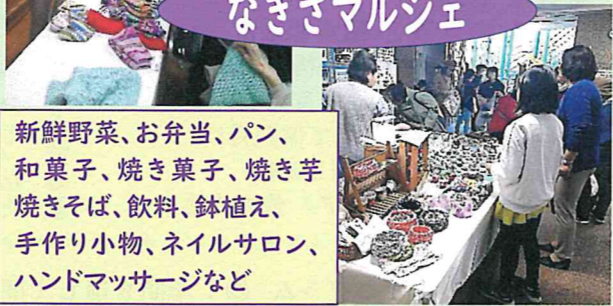 なぎさマルシェ
新鮮野菜、お弁当、パン、
和菓子、焼き菓子、焼き芋
焼きそば、飲料、鉢植え、
手作り小物、ネイルサロン、
ハンドマッサージなど